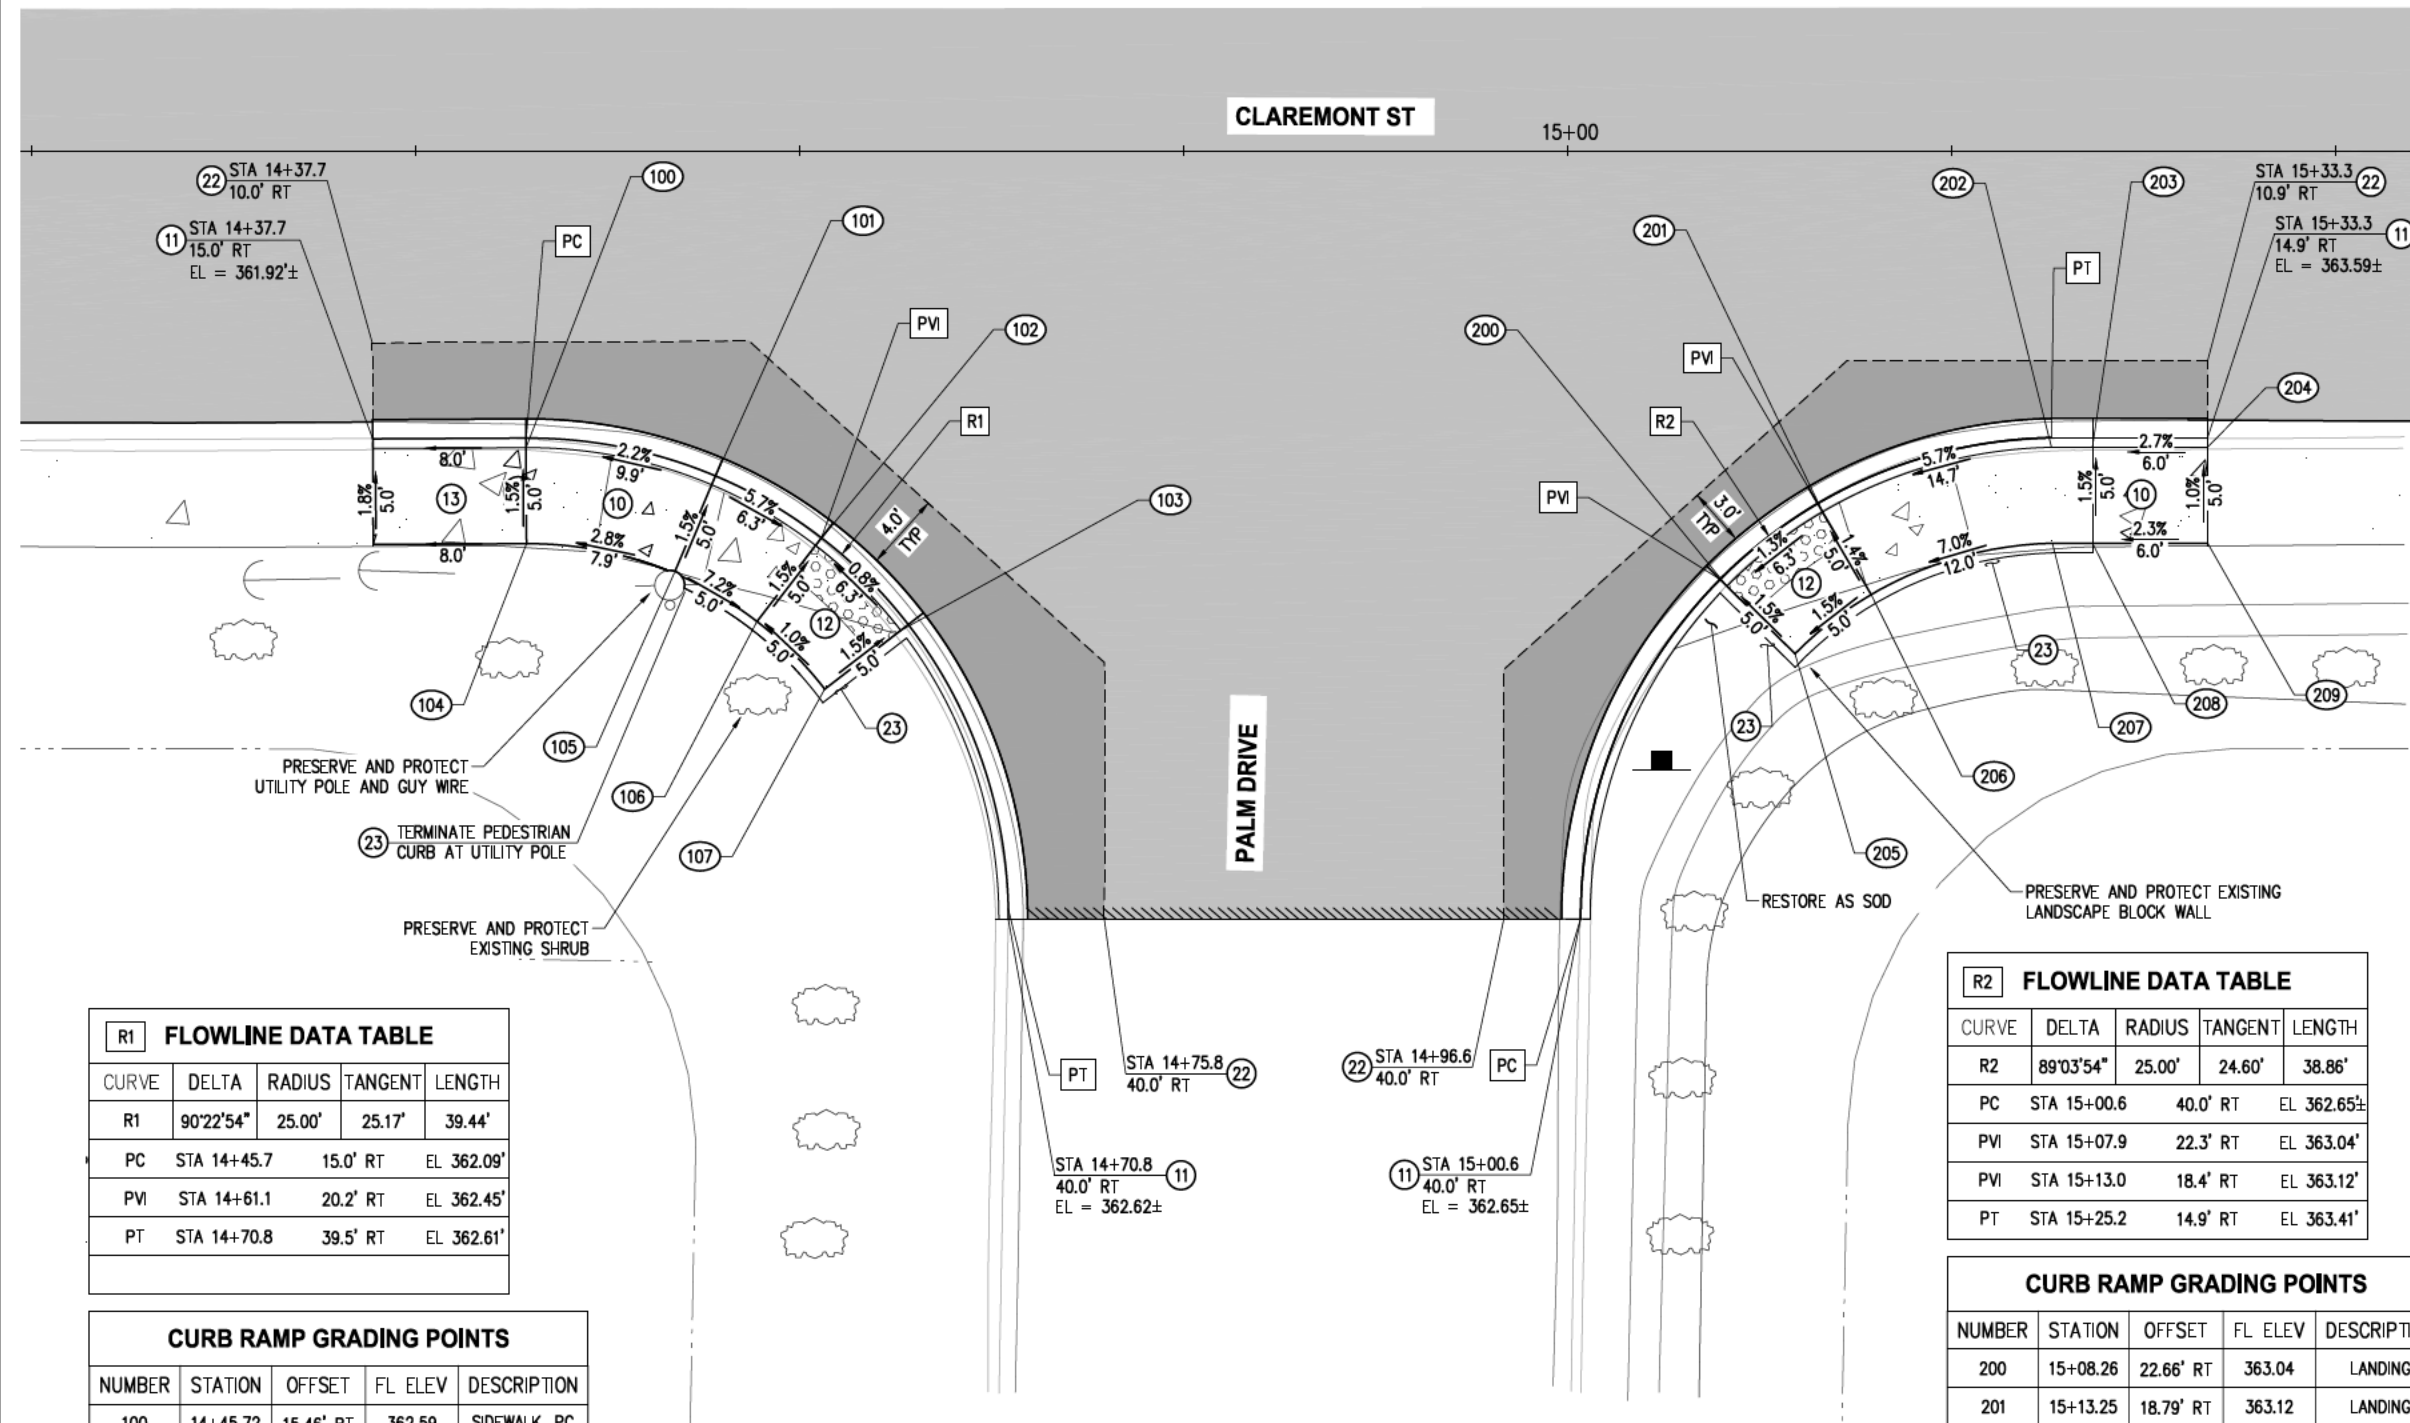 CLAREMONT ST
15+00
22 STA 14+37.7
10.0' RT
11 STA 14+37.7
15.0' RT
EL = 361.92'±
100
PC
101
PVI
102
R1
103
202
203
STA 15+33.3 22
10.9' RT
STA 15+33.3 11
14.9' RT
EL = 363.59±
201
PT
200
PVI
204
R2
PVI
8.0'
2.2%
9.9'
1.8%
5.0'
13
1.5%
5.0'
10
5.7%
6.3'
4.0'
TYP
2.8%
7.9'
1.5%
5.0'
8.0'
7.2%
5.0'
1.5%
5.0'
0.8%
6.3'
12
1.0%
5.0'
1.5%
5.0'
3.0'
TYP
1.3%
6.3'
1.4%
5.0'
12
5.7%
14.7'
2.7%
6.0'
1.5%
5.0'
10
1.0%
5.0'
2.3%
6.0'
7.0%
12.0'
1.5%
5.0'
1.5%
5.0'
23
104
105
106
107
23
23
209
208
207
206
205
PRESERVE AND PROTECT
UTILITY POLE AND GUY WIRE
23 TERMINATE PEDESTRIAN
CURB AT UTILITY POLE
PRESERVE AND PROTECT
EXISTING SHRUB
PALM DRIVE
RESTORE AS SOD
PRESERVE AND PROTECT EXISTING
LANDSCAPE BLOCK WALL
PT
STA 14+75.8 22
40.0' RT
22 STA 14+96.6
40.0' RT
PC
STA 14+70.8 11
40.0' RT
EL = 362.62±
11 STA 15+00.6
40.0' RT
EL = 362.65±
R1 FLOWLINE DATA TABLE
CURVE DELTA RADIUS TANGENT LENGTH
R1 90°22'54" 25.00' 25.17' 39.44'
PC STA 14+45.7 15.0' RT EL 362.09'
PVI STA 14+61.1 20.2' RT EL 362.45'
PT STA 14+70.8 39.5' RT EL 362.61'
CURB RAMP GRADING POINTS
NUMBER STATION OFFSET FL ELEV DESCRIPTION
100 14+45.72 15.46' RT 362.59 SIDEWALK, PC
R2 FLOWLINE DATA TABLE
CURVE DELTA RADIUS TANGENT LENGTH
R2 89°03'54" 25.00' 24.60' 38.86'
PC STA 15+00.6 40.0' RT EL 362.65'±
PVI STA 15+07.9 22.3' RT EL 363.04'
PVI STA 15+13.0 18.4' RT EL 363.12'
PT STA 15+25.2 14.9' RT EL 363.41'
CURB RAMP GRADING POINTS
NUMBER STATION OFFSET FL ELEV DESCRIPTI
200 15+08.26 22.66' RT 363.04 LANDING
201 15+13.25 18.79' RT 363.12 LANDING